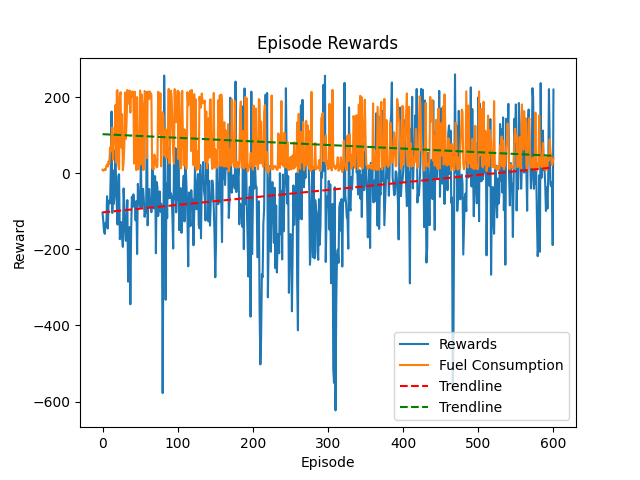 Episode Rewards
Reward
200
0
−200
−400
−600
0
100
200
300
400
500
600
Episode
Rewards
Fuel Consumption
Trendline
Trendline